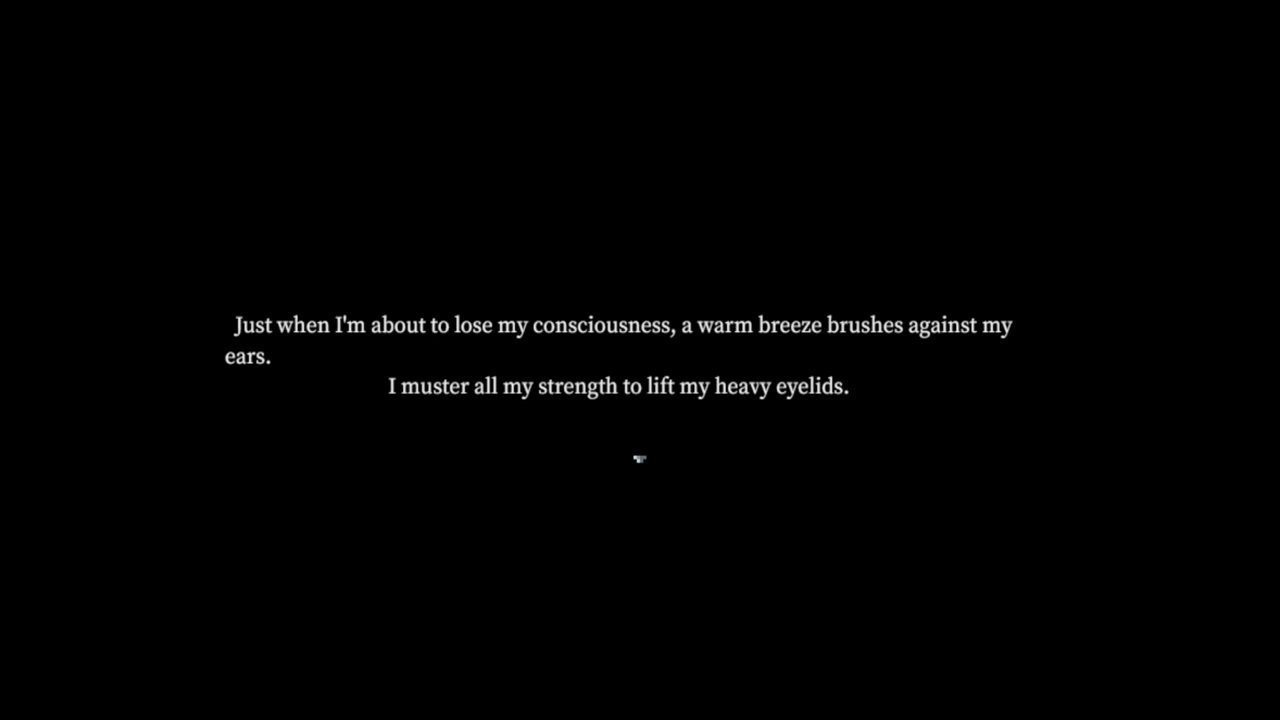 Just when I'm about to lose my consciousness, a warm breeze brushes against my
ears.
I muster all my strength to lift my heavy eyelids.